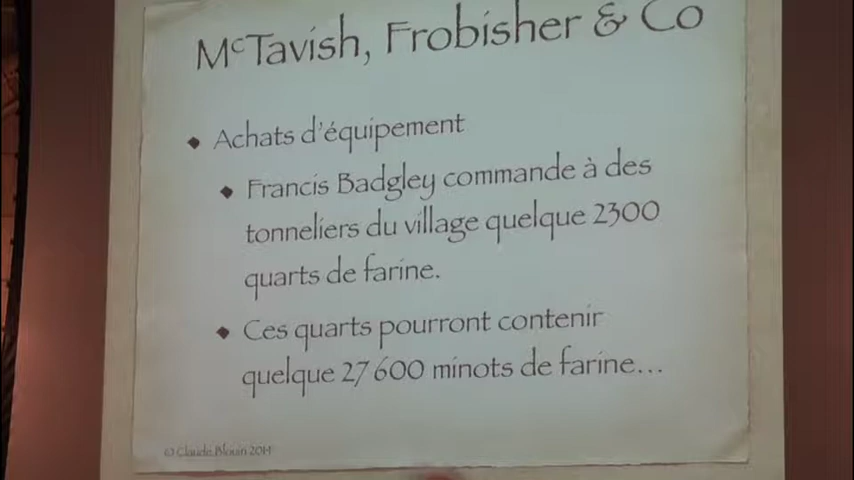 McTavish, Frobisher & Co
◆ Achats d'équipement
◆ Francis Badgley commande à des
tonneliers du village quelque 2300
quarts de farine.
◆ Ces quarts pourront contenir
quelque 27 600 minots de farine...
© Claude Blouin 2014